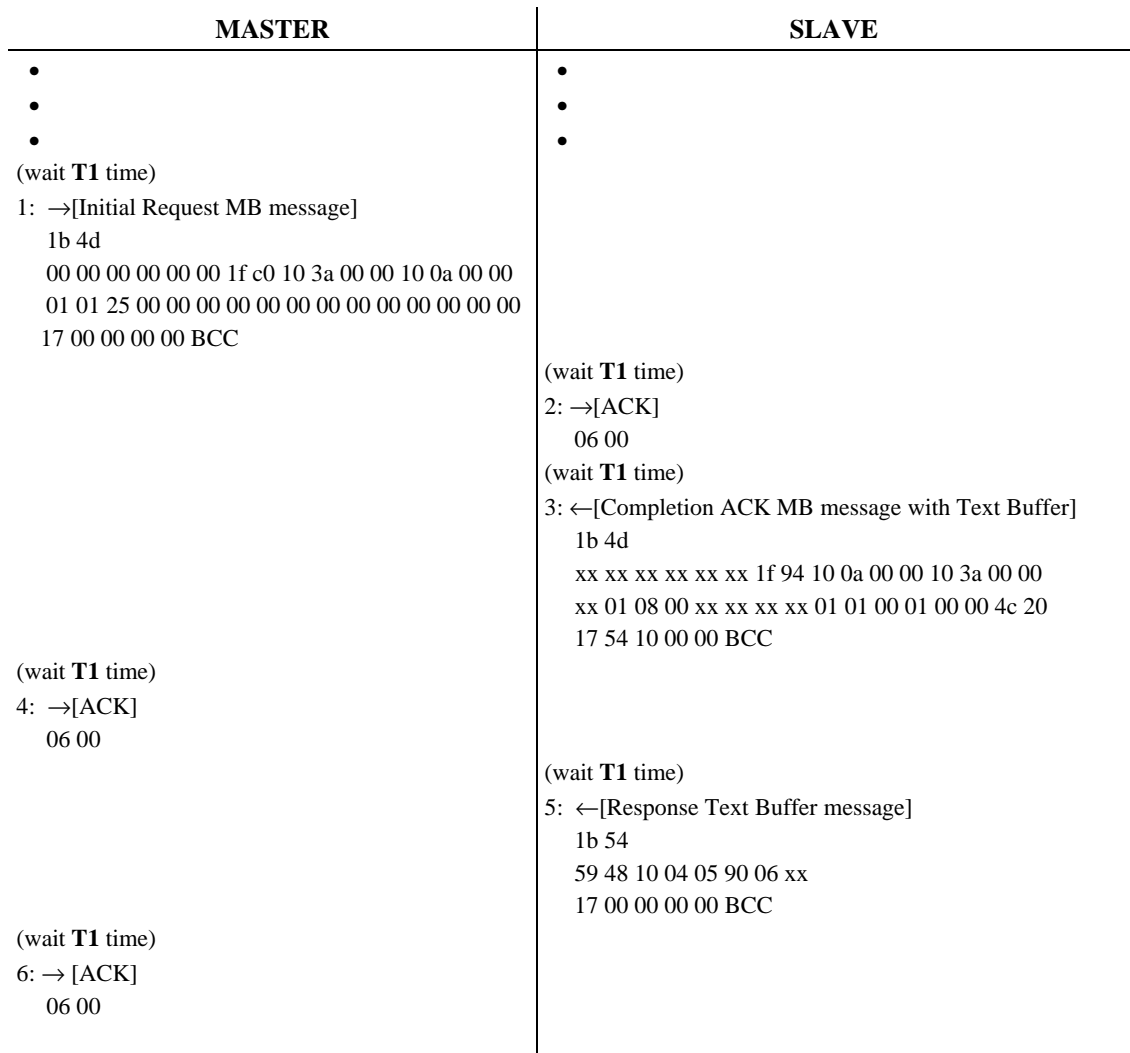 MASTER SLAVE
• •
• •
• •
(wait T1 time)
1: →[Initial Request MB message]
1b 4d
00 00 00 00 00 00 1f c0 10 3a 00 00 10 0a 00 00
01 01 25 00 00 00 00 00 00 00 00 00 00 00 00 00
17 00 00 00 00 BCC
(wait T1 time)
2: →[ACK]
06 00
(wait T1 time)
3: ←[Completion ACK MB message with Text Buffer]
1b 4d
xx xx xx xx xx xx 1f 94 10 0a 00 00 10 3a 00 00
xx 01 08 00 xx xx xx xx 01 01 00 01 00 00 4c 20
17 54 10 00 00 BCC
(wait T1 time)
4: →[ACK]
06 00
(wait T1 time)
5: ←[Response Text Buffer message]
1b 54
59 48 10 04 05 90 06 xx
17 00 00 00 00 BCC
(wait T1 time)
6: → [ACK]
06 00